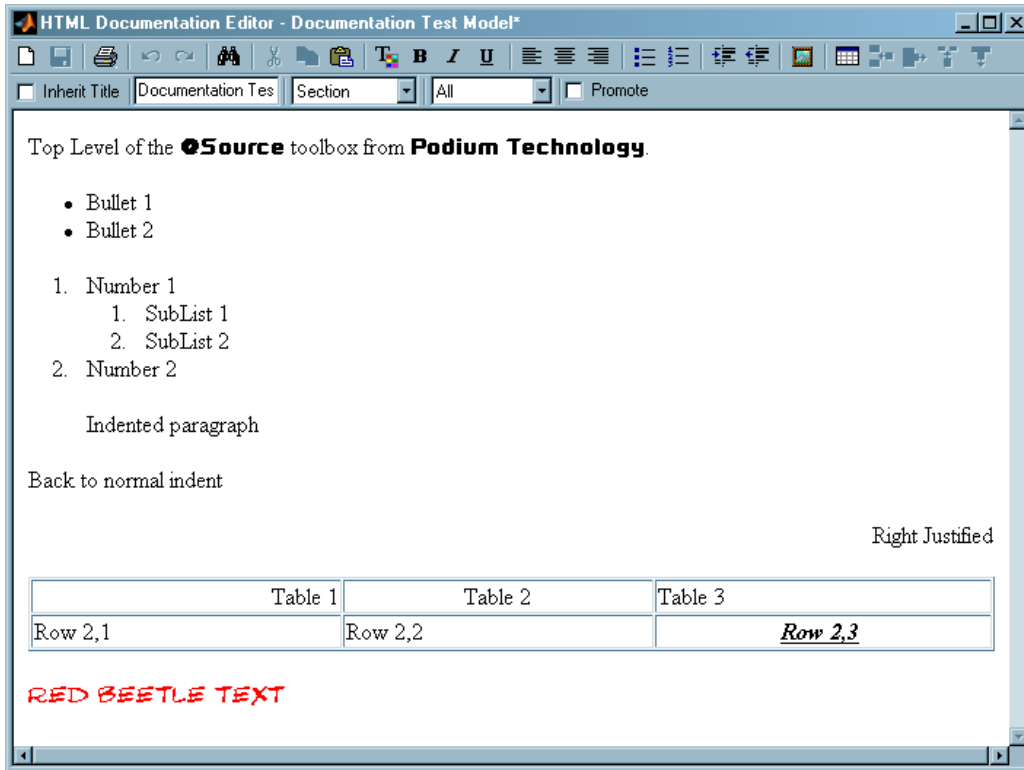 HTML Documentation Editor - Documentation Test Model*
T B I U
Inherit Title Documentation Tes Section All Promote
Top Level of the @Source toolbox from Podium Technology.
• Bullet 1
• Bullet 2
1. Number 1
1. SubList 1
2. SubList 2
2. Number 2
Indented paragraph
Back to normal indent
Right Justified
Table 1 Table 2 Table 3
Row 2,1 Row 2,2 Row 2,3
RED BEETLE TEXT